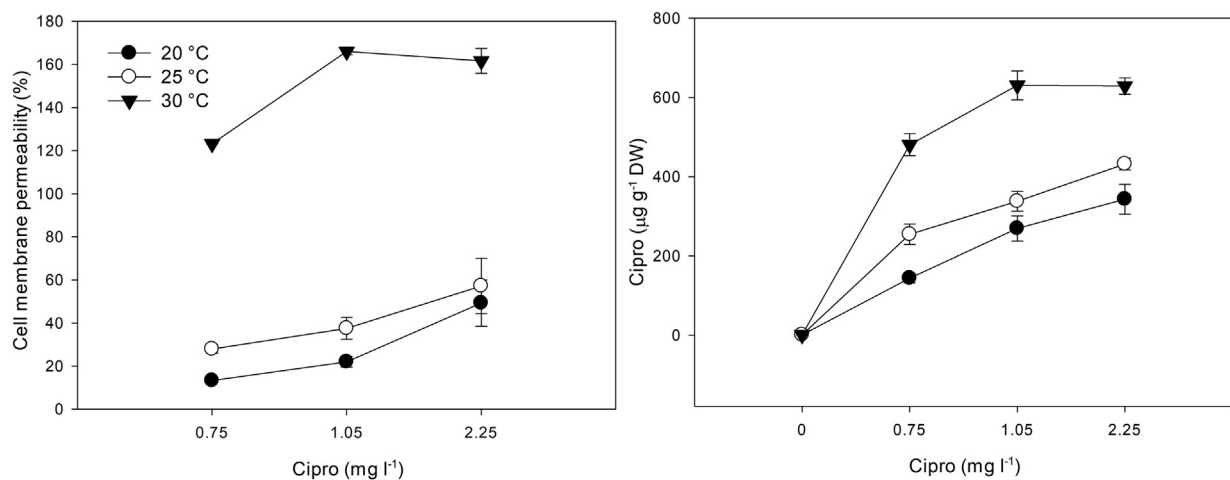 180
160
140
120
100
80
60
40
20
0
Cell membrane permeability (%)
20 °C
25 °C
30 °C
0.75 1.05 2.25
Cipro (mg l⁻¹)
800
600
400
200
0
Cipro (µg g⁻¹ DW)
0 0.75 1.05 2.25
Cipro (mg l⁻¹)